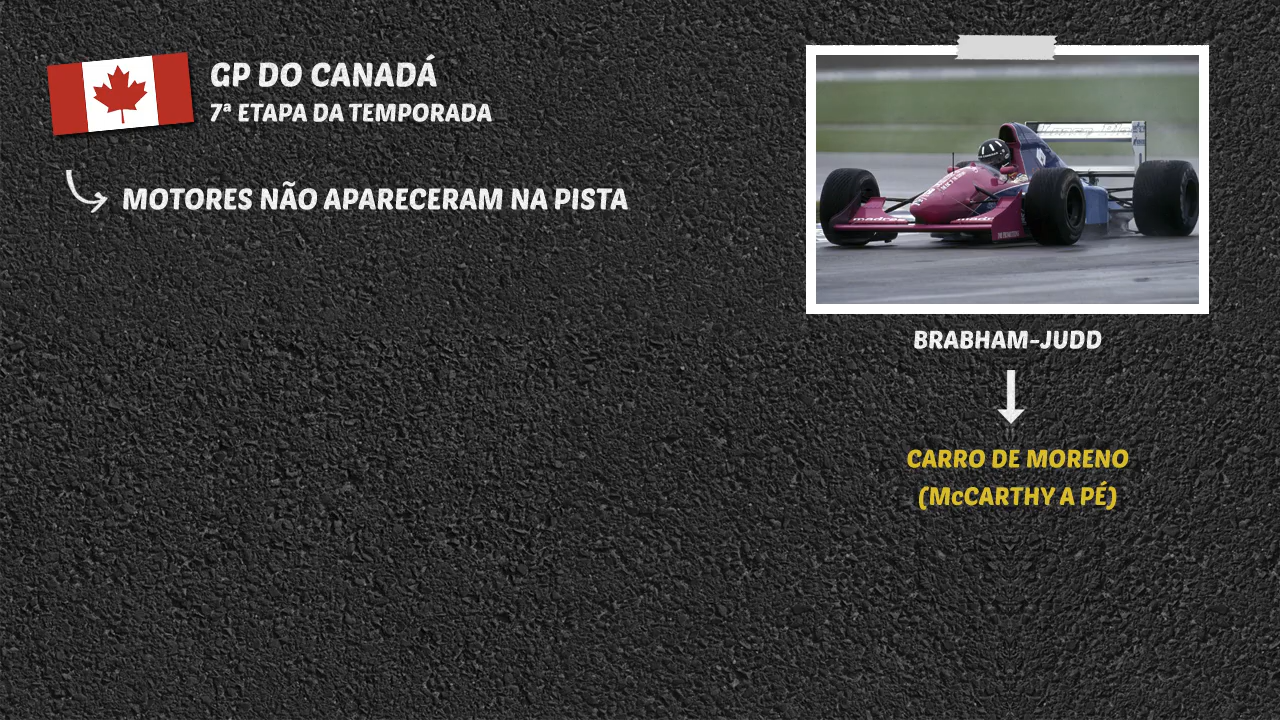 GP DO CANADÁ
7ª ETAPA DA TEMPORADA
MOTORES NÃO APARECERAM NA PISTA
BRABHAM-JUDD
CARRO DE MORENO
(McCARTHY A PÉ)